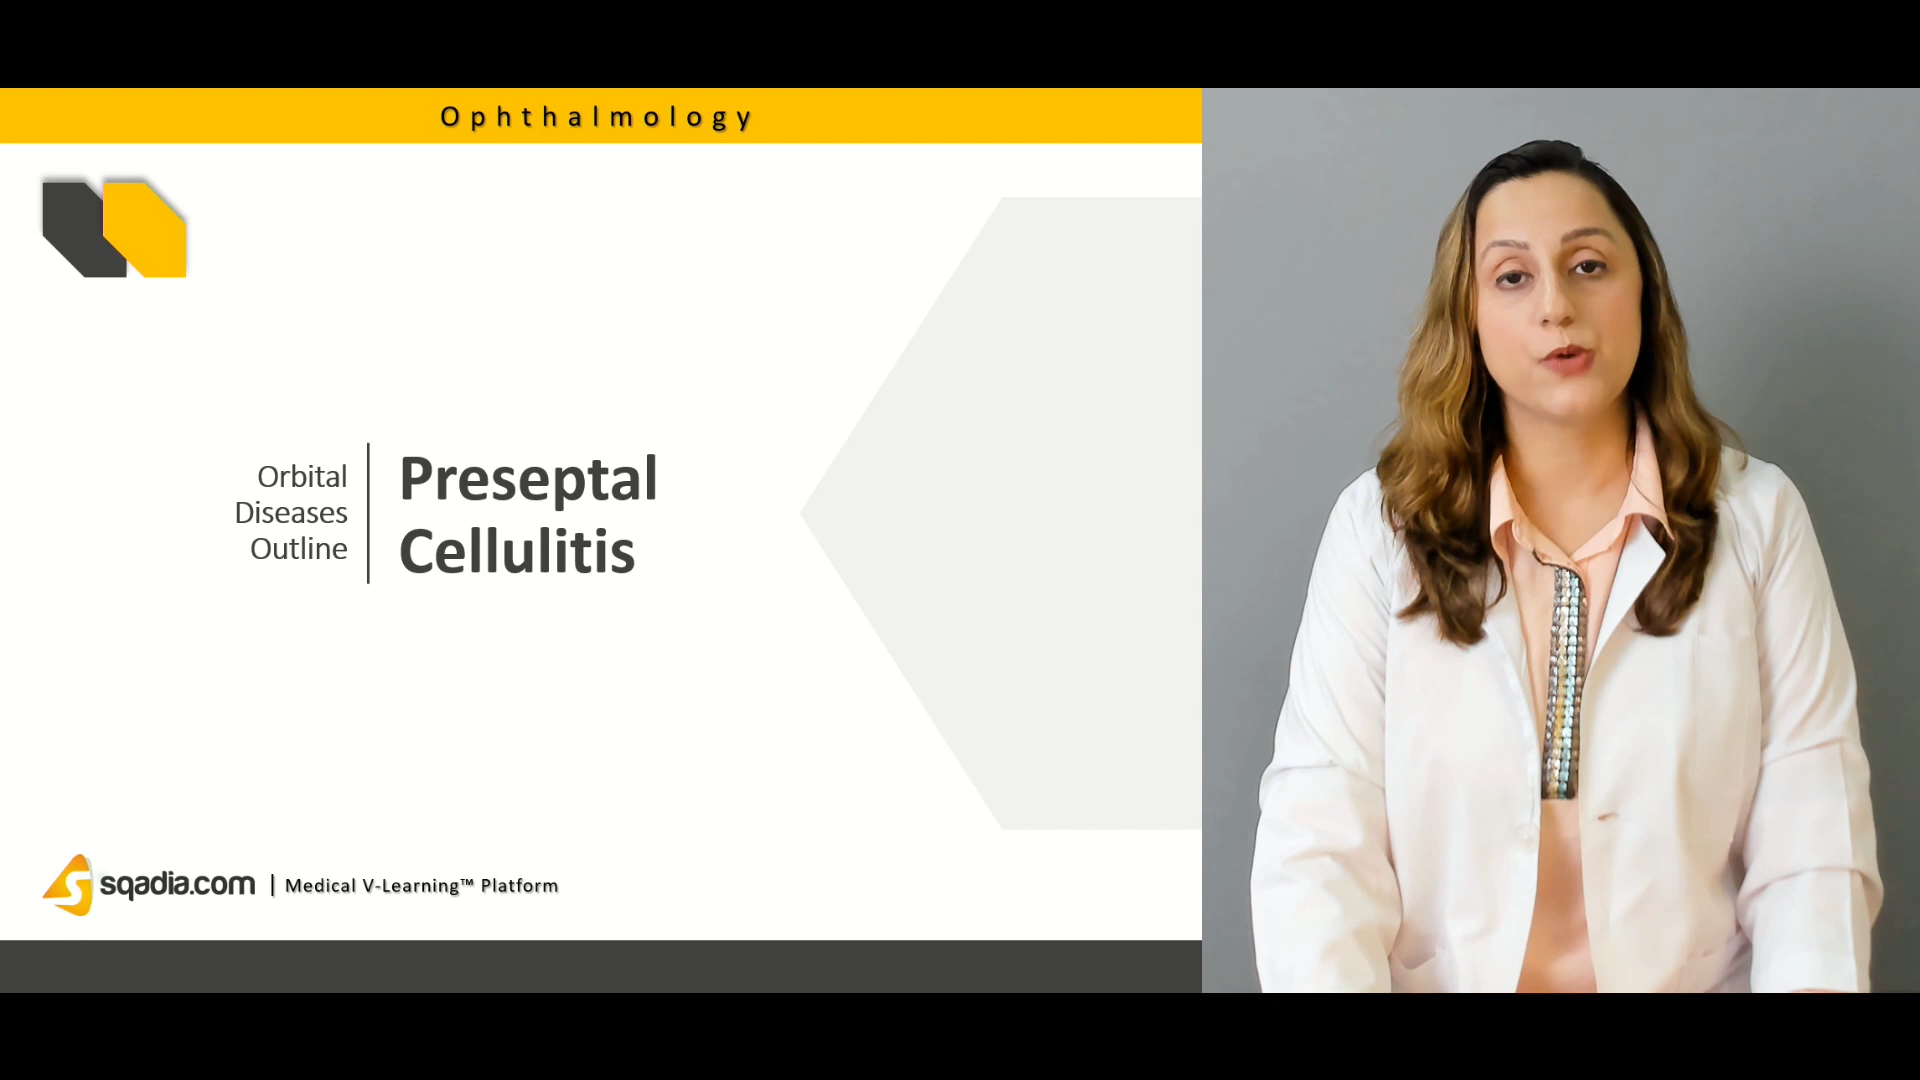 Ophthalmology
Orbital
Diseases
Outline
Preseptal
Cellulitis
sqadia.com | Medical V-Learning™ Platform